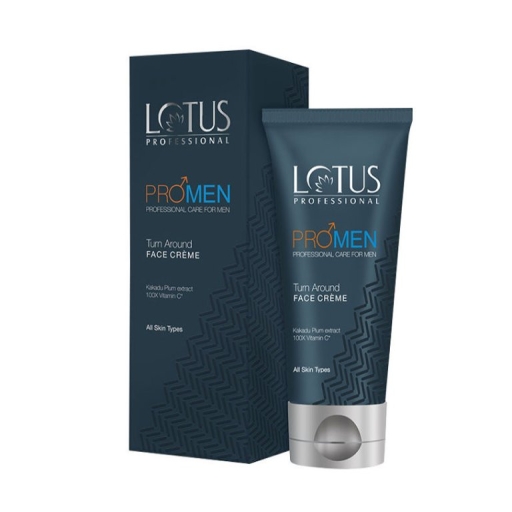 LOTUS
PROFESSIONAL
PROMEN
PROFESSIONAL CARE FOR MEN
Turn Around
FACE CRÈME
Kakadu Plum extract
100X Vitamin C*
All Skin Types
LOTUS
PROFESSIONAL
PROMEN
PROFESSIONAL CARE FOR MEN
Turn Around
FACE CRÈME
Kakadu Plum extract
100X Vitamin C*
All Skin Types